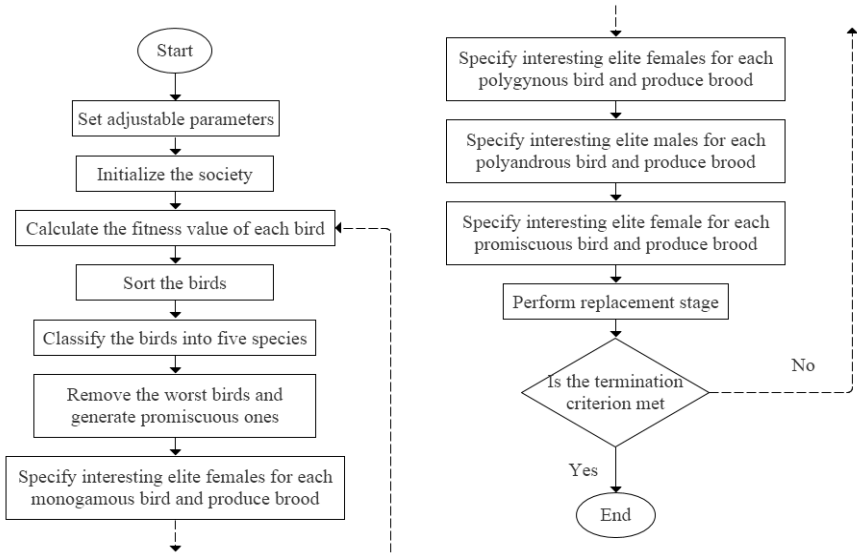 Start
Set adjustable parameters
Initialize the society
Calculate the fitness value of each bird
Sort the birds
Classify the birds into five species
Remove the worst birds and
generate promiscuous ones
Specify interesting elite females for each
monogamous bird and produce brood
Specify interesting elite females for each
polygynous bird and produce brood
Specify interesting elite males for each
polyandrous bird and produce brood
Specify interesting elite female for each
promiscuous bird and produce brood
Perform replacement stage
Is the termination
criterion met
No
Yes
End